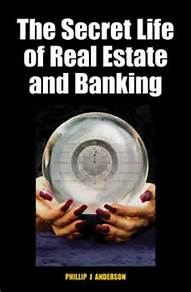 The Secret Life
of Real Estate
and Banking
PHILLIP J ANDERSON